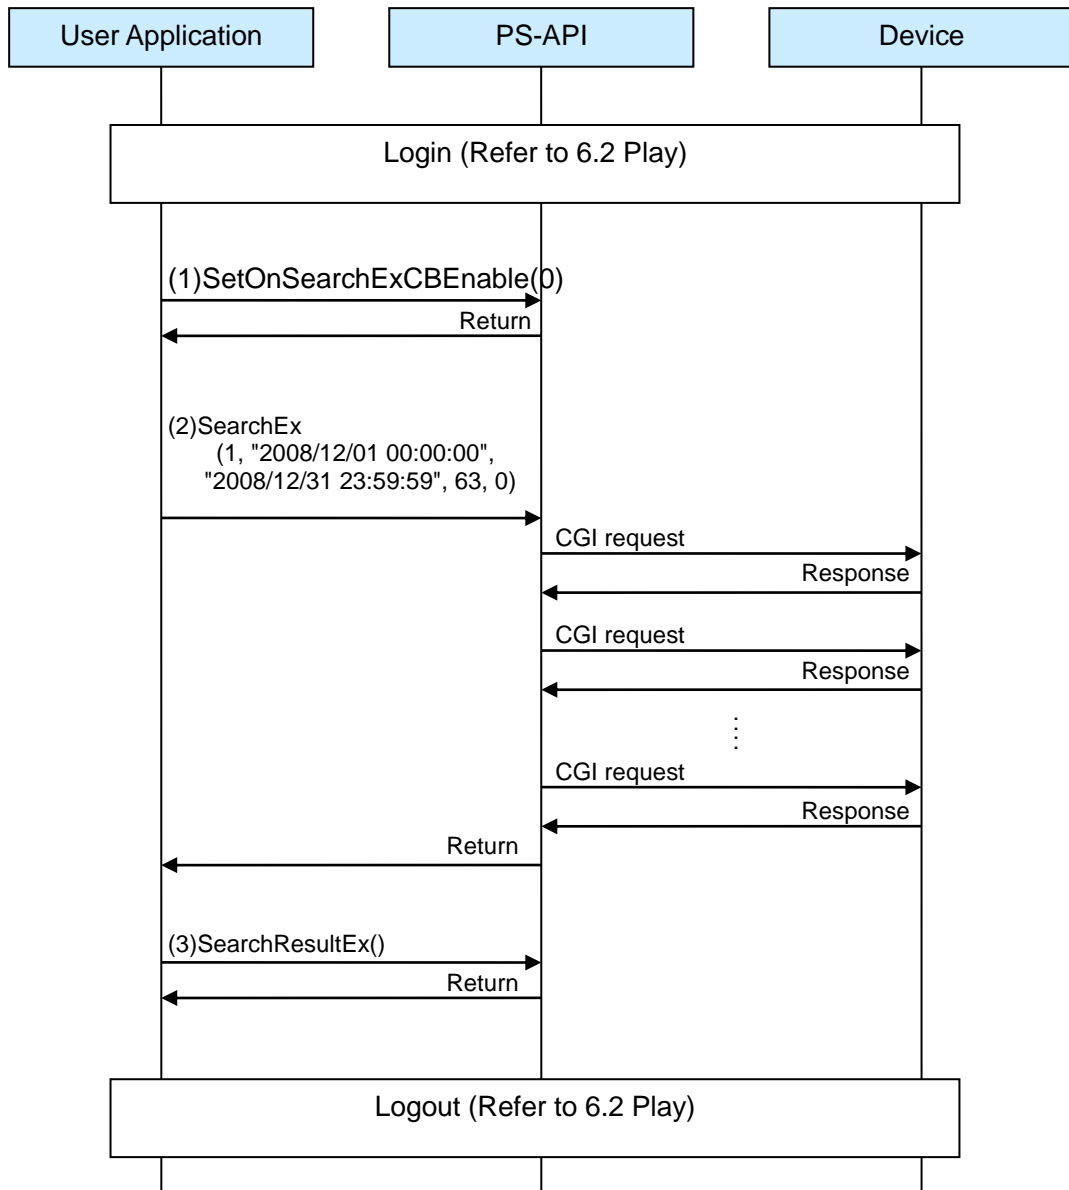 User Application
PS-API
Device
Login (Refer to 6.2 Play)
(1)SetOnSearchExCBEnable(0)
Return
(2)SearchEx
(1, "2008/12/01 00:00:00",
"2008/12/31 23:59:59", 63, 0)
CGI request
Response
CGI request
Response
CGI request
Response
Return
(3)SearchResultEx()
Return
Logout (Refer to 6.2 Play)